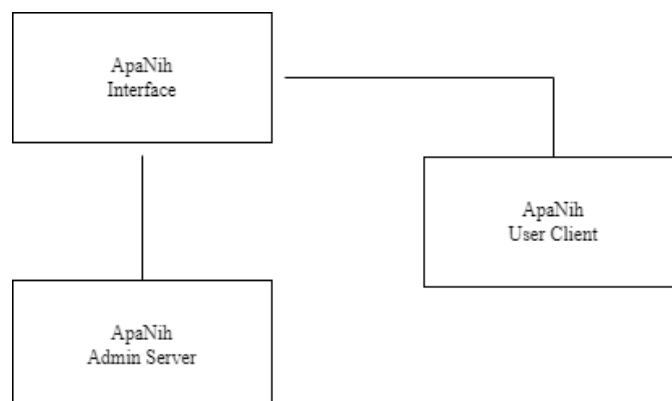 ApaNih
Interface
ApaNih
User Client
ApaNih
Admin Server